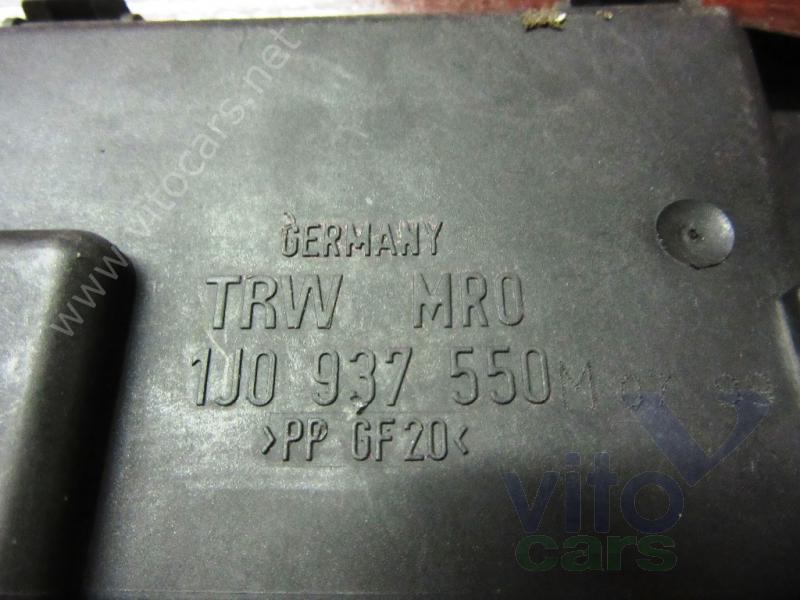 www.vitocars.net
GERMANY
TRW MRO
1J0 937 550 M
>PP GF20<
vito
cars